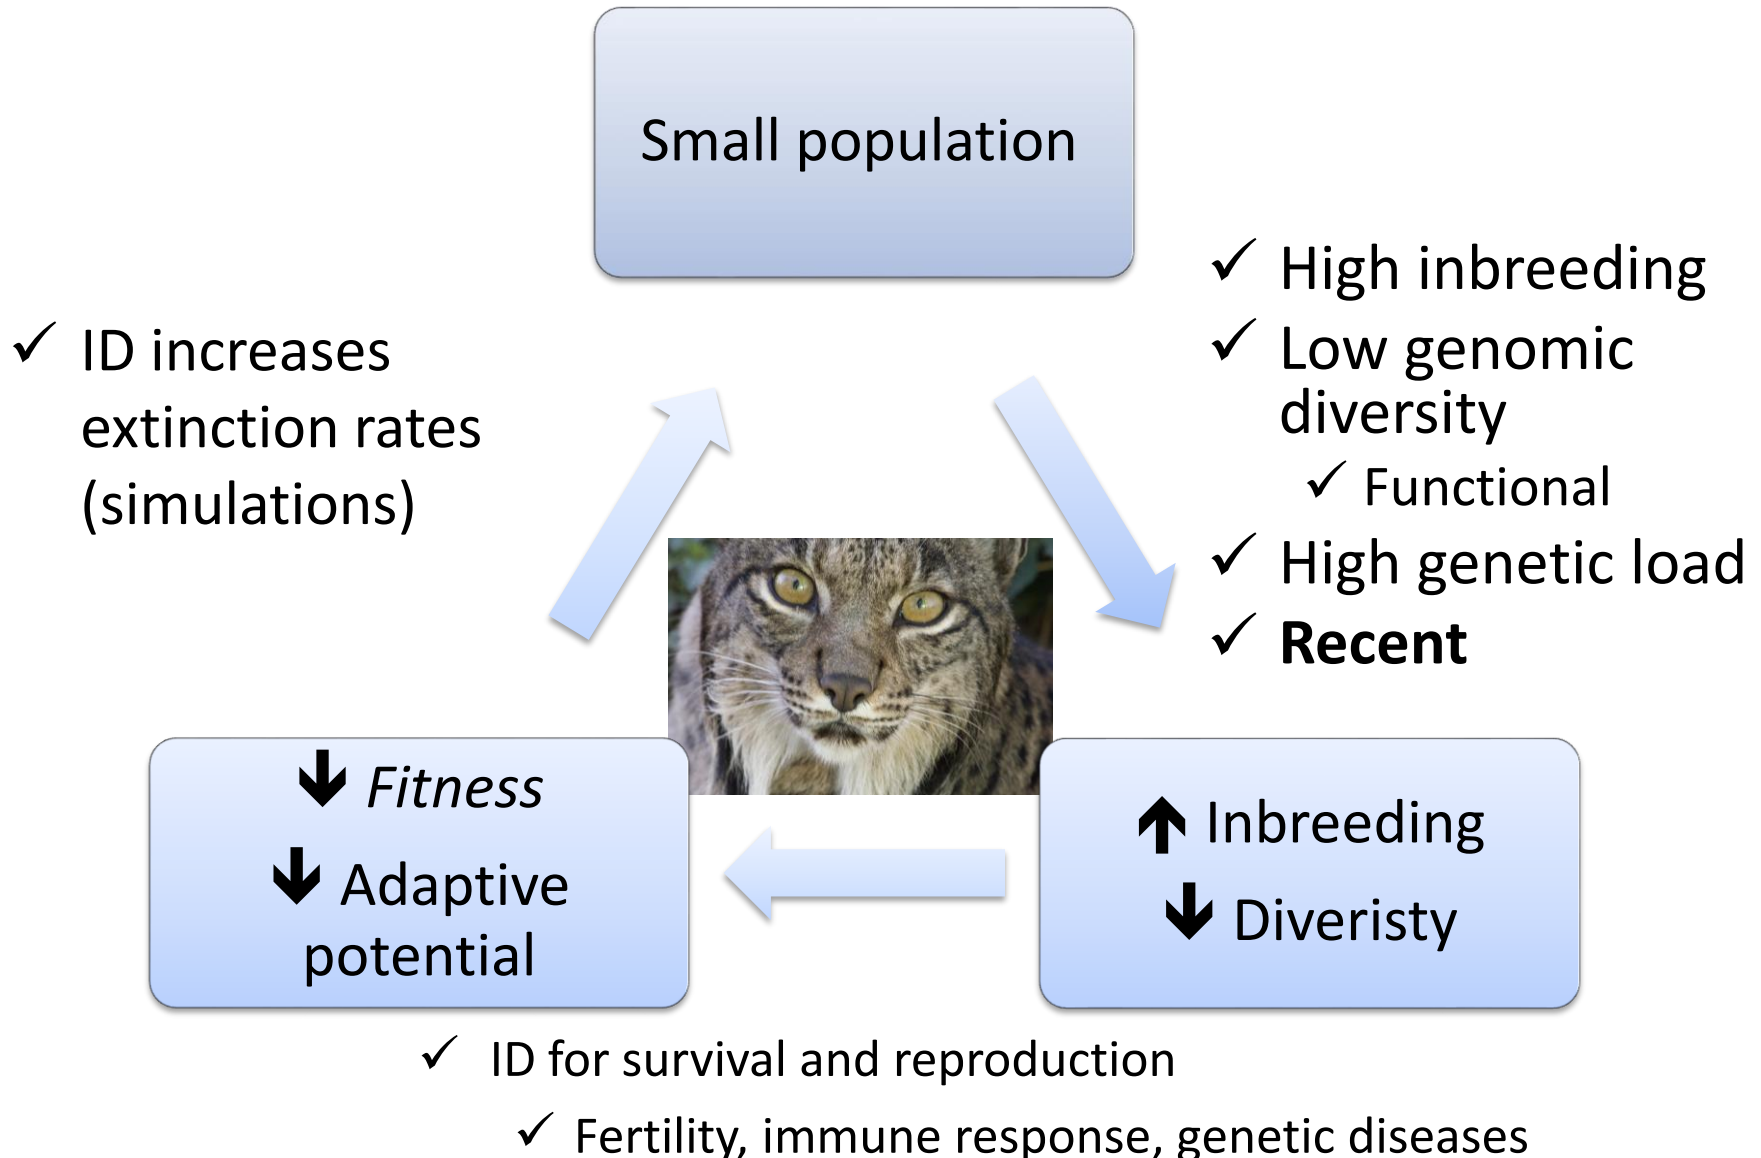 Small population
✓ High inbreeding
✓ Low genomic
diversity
✓ Functional
✓ High genetic load
✓ Recent
✓ ID increases
extinction rates
(simulations)
↓ Fitness
↓ Adaptive
potential
↑ Inbreeding
↓ Diveristy
✓ ID for survival and reproduction
✓ Fertility, immune response, genetic diseases